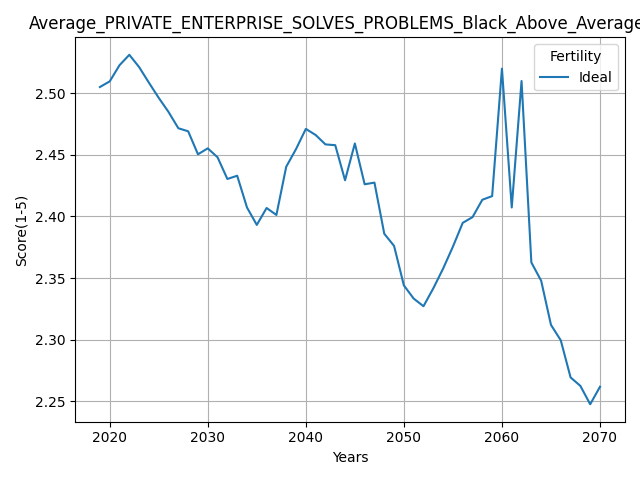 Average_PRIVATE_ENTERPRISE_SOLVES_PROBLEMS_Black_Above_Average
Fertility
Ideal
Score(1-5)
2.50
2.45
2.40
2.35
2.30
2.25
2020 2030 2040 2050 2060 2070
Years